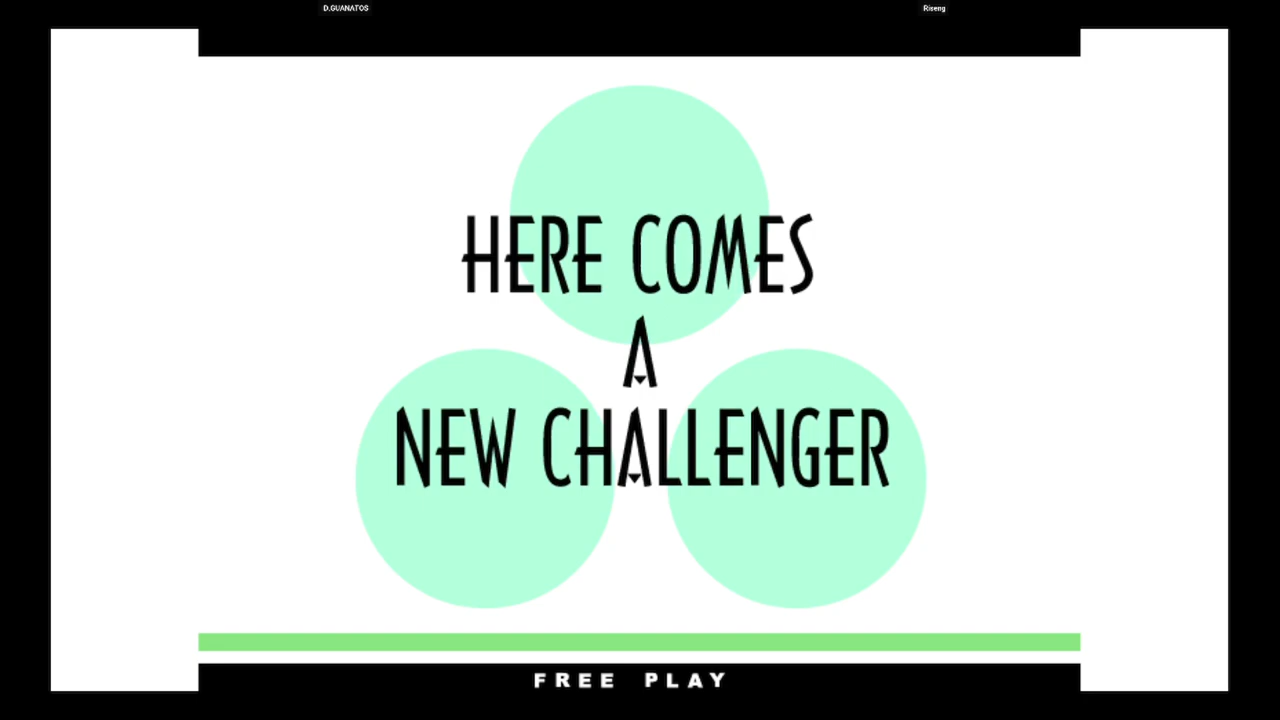 D.GUANATOS
Riseng
HERE COMES
A
NEW CHALLENGER
FREE PLAY